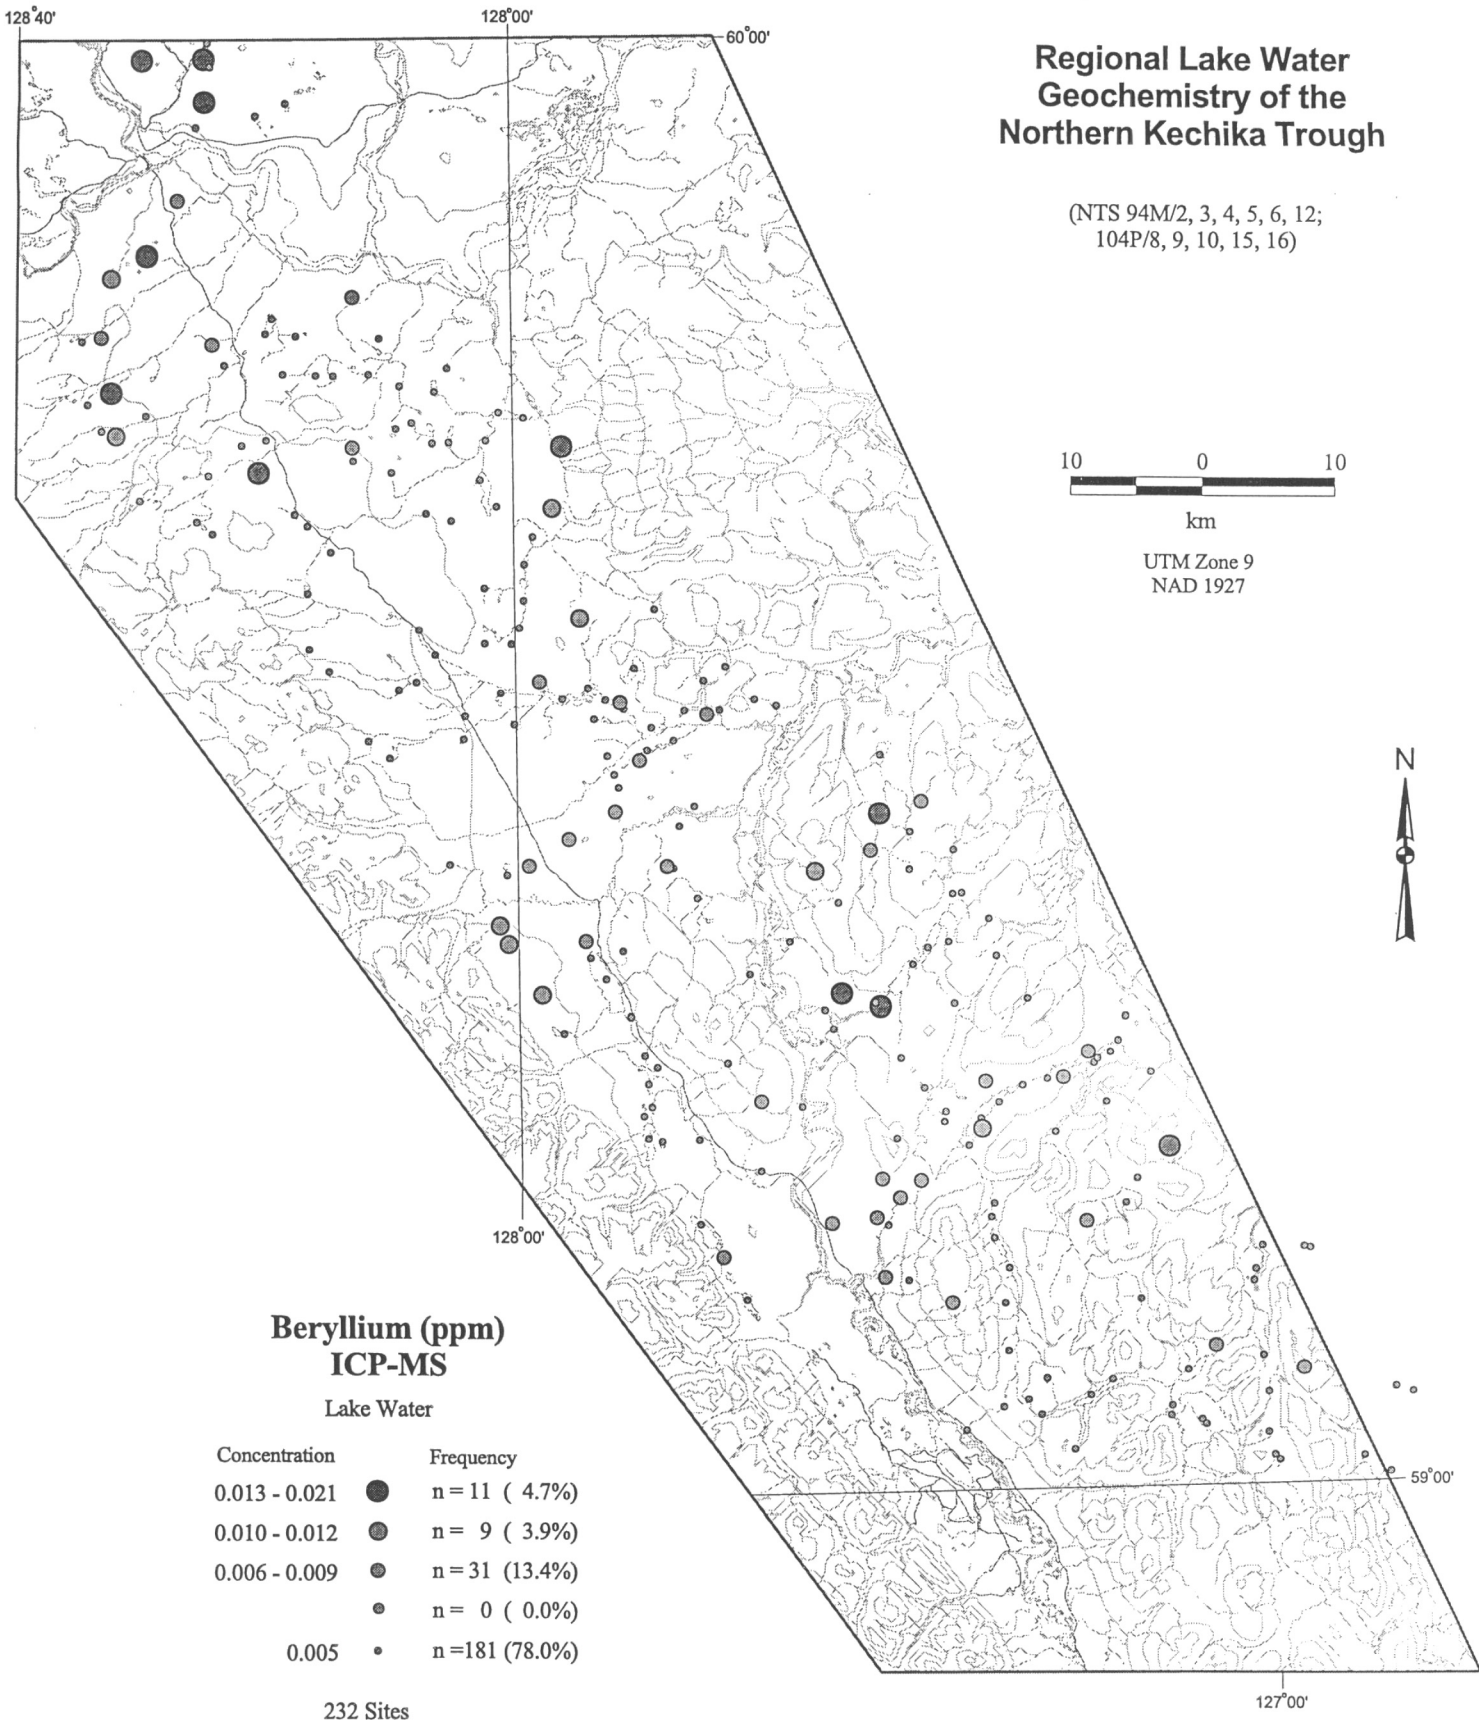 128°40'
128°00'
60°00'
Regional Lake Water
Geochemistry of the
Northern Kechika Trough
(NTS 94M/2, 3, 4, 5, 6, 12;
104P/8, 9, 10, 15, 16)
10 0 10
km
UTM Zone 9
NAD 1927
N
128°00'
Beryllium (ppm)
ICP-MS
Lake Water
Concentration Frequency
0.013 - 0.021 n = 11 ( 4.7%)
0.010 - 0.012 n = 9 ( 3.9%)
0.006 - 0.009 n = 31 (13.4%)
n = 0 ( 0.0%)
0.005 n =181 (78.0%)
232 Sites
59°00'
127°00'